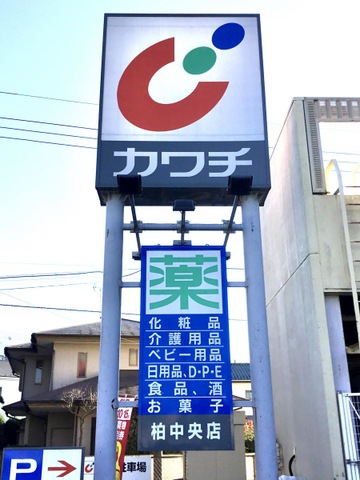 カワチ
薬
化粧品
介護用品
ベビー用品
日用品、D・P・E
食品、酒
お菓子
柏中央店
P →
駐車場